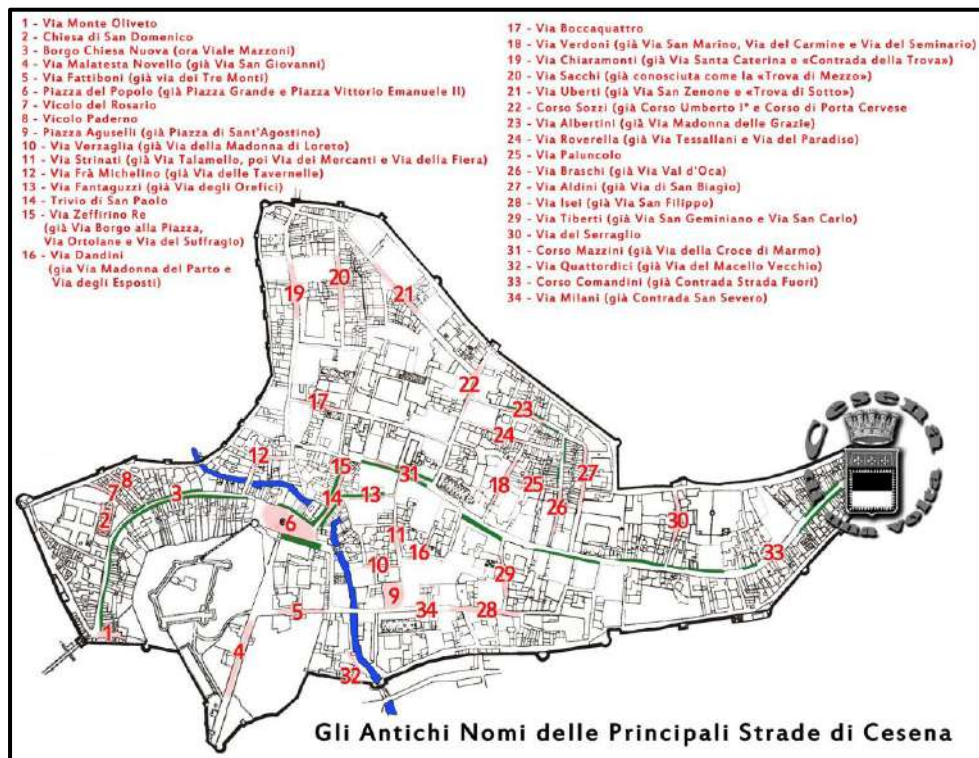 1 - Via Monte Oliveto
2 - Chiesa di San Domenico
3 - Borgo Chiesa Nuova (ora Viale Mazzoni)
4 - Via Malatesta Novello (già Via San Giovanni)
5 - Via Fattiboni (già via dei Tre Monti)
6 - Piazza del Popolo (già Piazza Grande e Piazza Vittorio Emanuele II)
7 - Vicolo del Rosario
8 - Vicolo Paderno
9 - Piazza Aguselli (già Piazza di Sant'Agostino)
10 - Via Verzaglia (già Via della Madonna di Loreto)
11 - Via Strinati (già Via Talamello, poi Via dei Mercanti e Via della Fiera)
12 - Via Frà Michelino (già Via delle Tavernelle)
13 - Via Fantaguzzi (già Via degli Orefici)
14 - Trivio di San Paolo
15 - Via Zeffirino Re
(già Via Borgo alla Piazza,
Via Ortolane e Via del Suffragio)
16 - Via Dandini
(gia Via Madonna del Parto e
Via degli Esposti)
17 - Via Boccaquattro
18 - Via Verdoni (già Via San Marino, Via del Carmine e Via del Seminario)
19 - Via Chiaramonti (già Via Santa Caterina e «Contrada della Trova»)
20 - Via Sacchi (già conosciuta come la «Trova di Mezzo»)
21 - Via Uberti (già Via San Zenone e «Trova di Sotto»)
22 - Corso Sozzi (già Corso Umberto I° e Corso di Porta Cervese
23 - Via Albertini (già Via Madonna delle Grazie)
24 - Via Roverella (già Via Tessallani e Via del Paradiso)
25 - Via Paiuncolo
26 - Via Braschi (già Via Val d'Oca)
27 - Via Aldini (già Via di San Biagio)
28 - Via Isei (già Via San Filippo)
29 - Via Tiberti (già Via San Geminiano e Via San Carlo)
30 - Via del Serraglio
31 - Corso Mazzini (già Via della Croce di Marmo)
32 - Via Quattordici (già Via del Macello Vecchio)
33 - Corso Comandini (già Contrada Strada Fuori)
34 - Via Milani (già Contrada San Severo)
19
20
21
22
17
23
24
12
15
31
18
25
27
8
7
3
14
13
26
2
6
11
30
16
33
10
29
9
5
34
28
1
4
32
Cesena
di una volta
Gli Antichi Nomi delle Principali Strade di Cesena